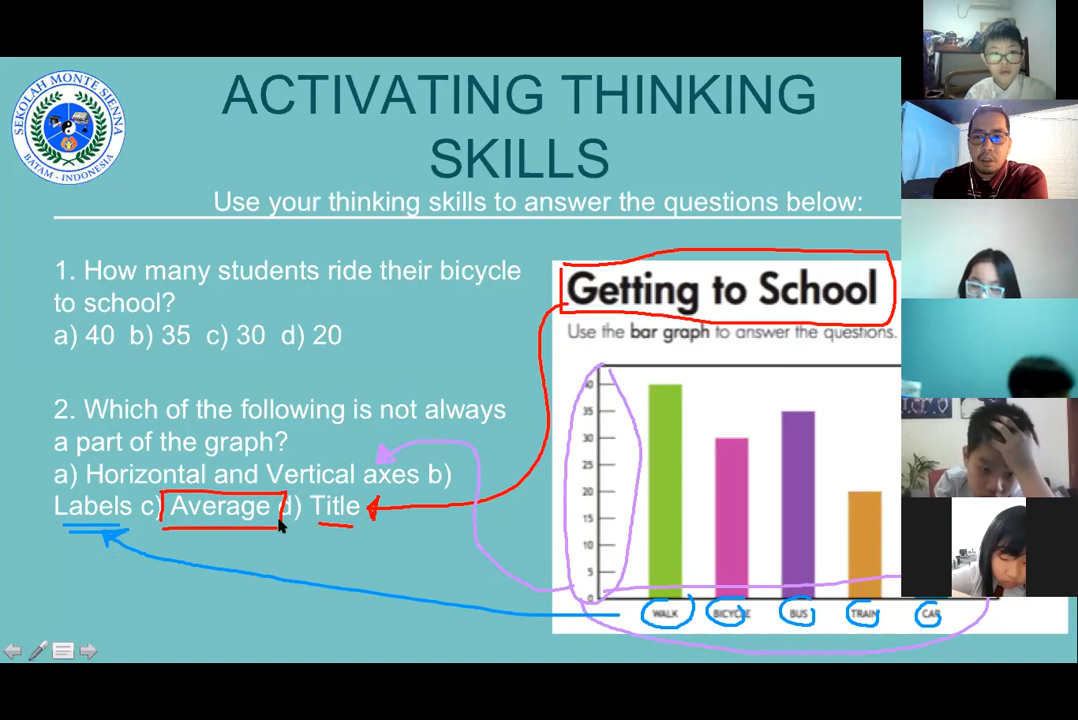 SEKOLAH MONTE SIENNA
BATAM - INDONESIA
ACTIVATING THINKING
SKILLS
Use your thinking skills to answer the questions below:
1. How many students ride their bicycle
to school?
a) 40 b) 35 c) 30 d) 20
2. Which of the following is not always
a part of the graph?
a) Horizontal and Vertical axes b)
Labels c) Average d) Title
Getting to School
Use the bar graph to answer the questions.
40
35
30
25
20
15
10
5
0
WALK BICYCLE BUS TRAIN CAR